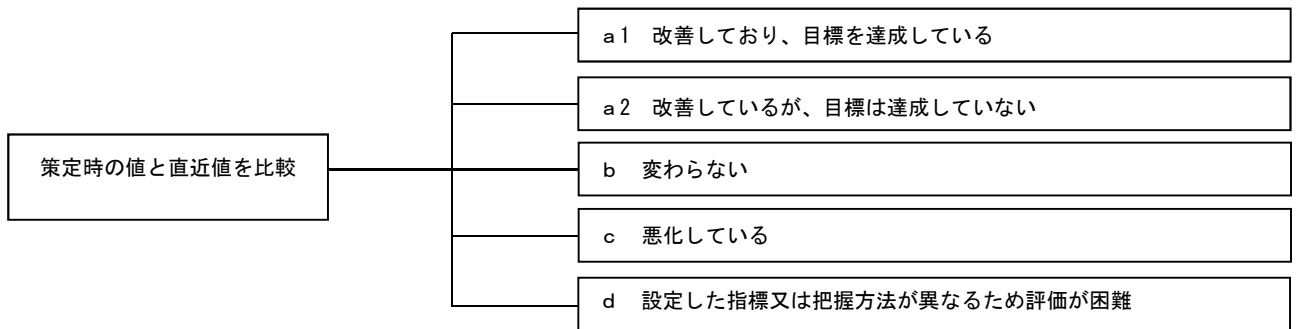 a1 改善しており、目標を達成している
a2 改善しているが、目標は達成していない
策定時の値と直近値を比較
b 変わらない
c 悪化している
d 設定した指標又は把握方法が異なるため評価が困難